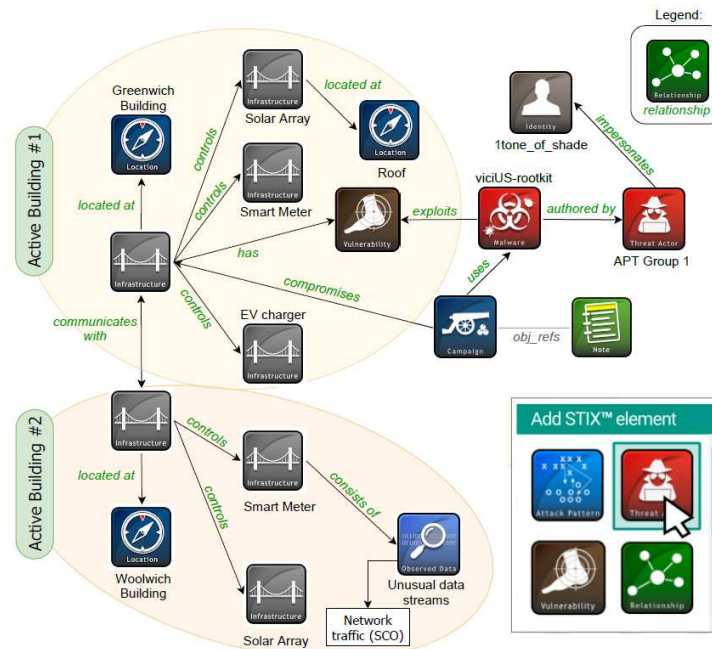 Legend:
Relationship
relationship
Active Building #1
Greenwich
Building
Location
located at
Infrastructure
controls
Infrastructure
Solar Array
located at
Location
Roof
controls
Infrastructure
Smart Meter
has
Vulnerability
controls
EV charger
Infrastructure
compromises
exploits
viciUS-rootkit
Malware
authored by
Threat Actor
APT Group 1
impersonates
Identity
1tone_of_shade
uses
Campaign
obj_refs
Note
communicates
with
Active Building #2
Infrastructure
located at
Location
Woolwich
Building
controls
Infrastructure
Smart Meter
controls
Infrastructure
Solar Array
consists of
Observed Data
Unusual data
streams
Network
traffic (SCO)
Add STIX™ element
Attack Pattern
Vulnerability
Relationship